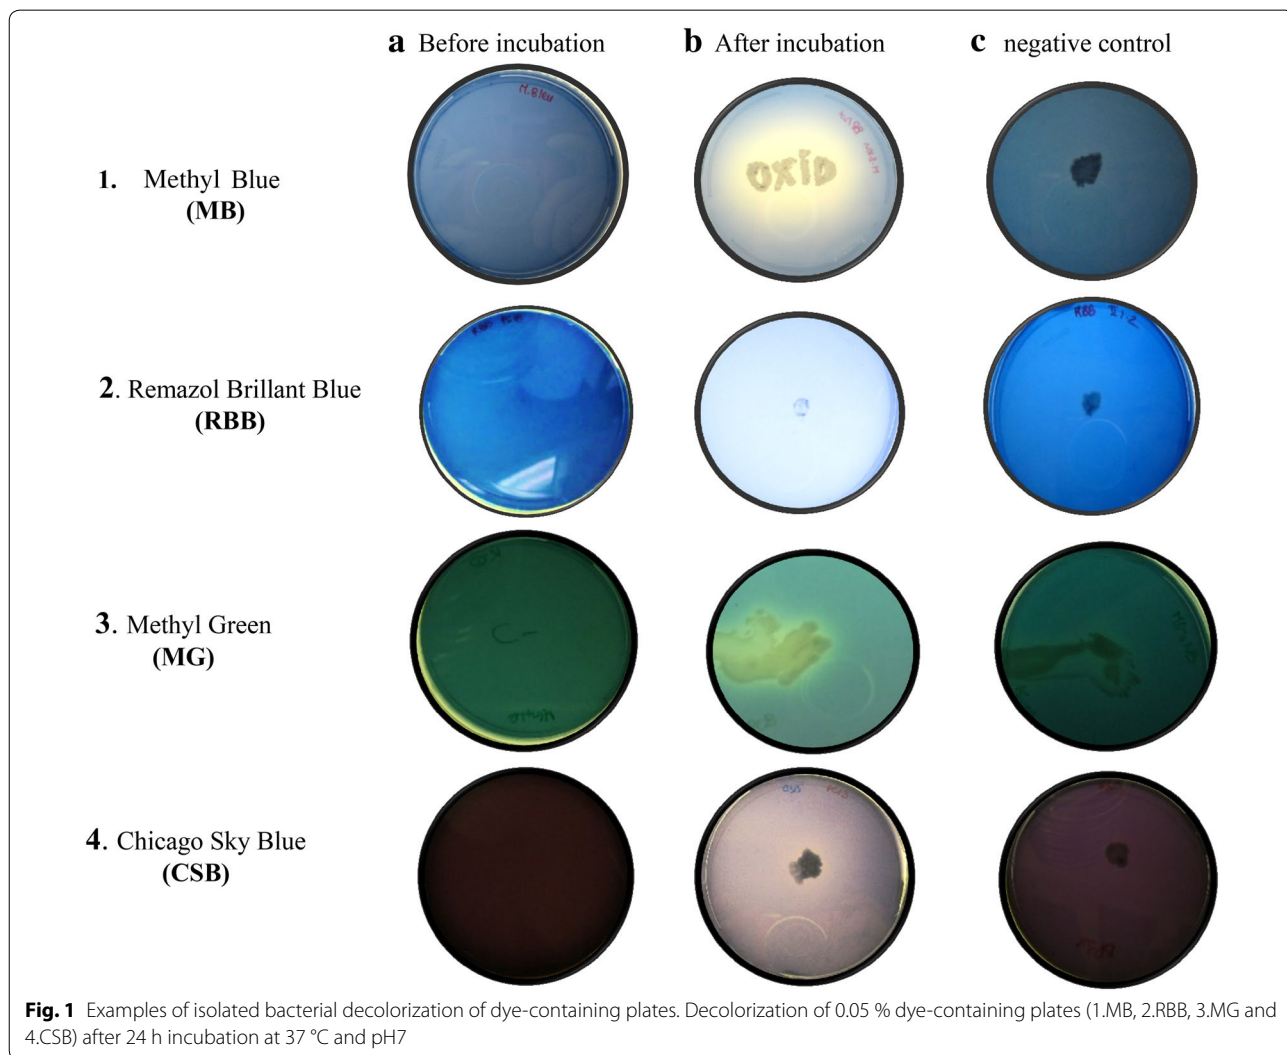 a Before incubation
b After incubation
c negative control
1. Methyl Blue
(MB)
M.Bleu
OXID
2. Remazol Brillant Blue
(RBB)
RBB
3. Methyl Green
(MG)
4. Chicago Sky Blue
(CSB)
Fig. 1 Examples of isolated bacterial decolorization of dye-containing plates. Decolorization of 0.05 % dye-containing plates (1.MB, 2.RBB, 3.MG and
4.CSB) after 24 h incubation at 37 °C and pH7